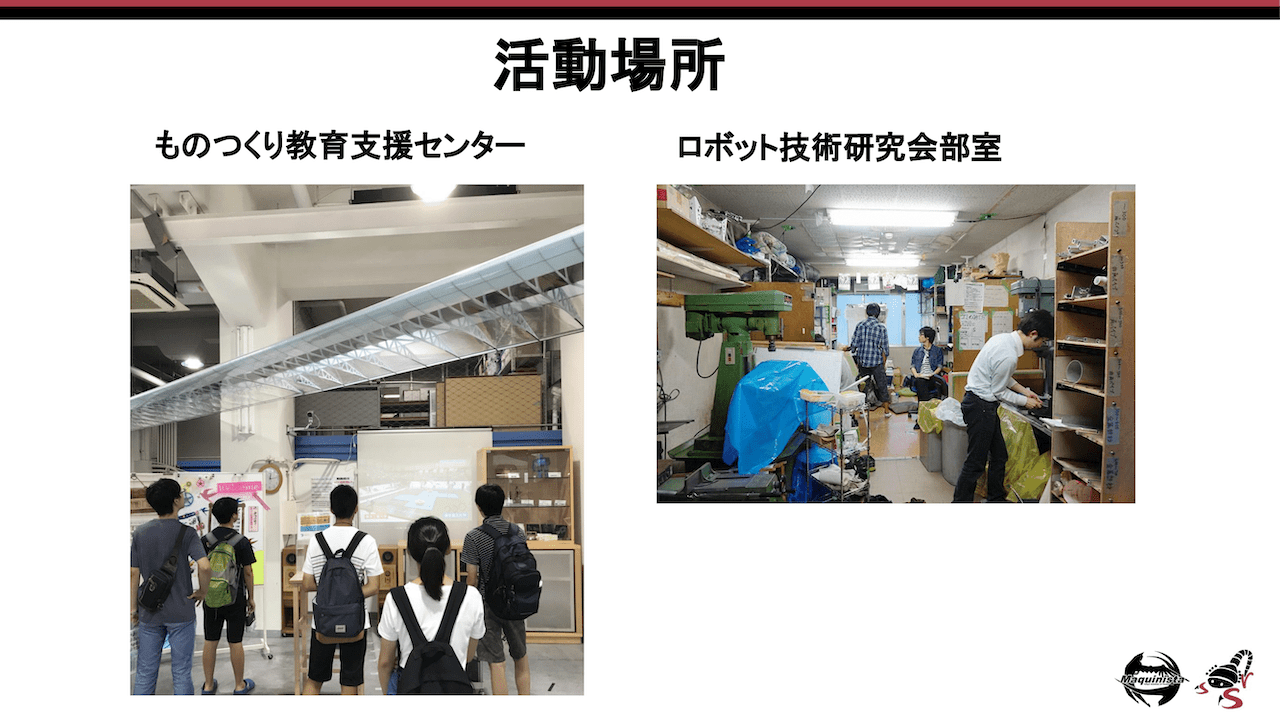 活動場所
ものつくり教育支援センター
ロボット技術研究会部室
Maquinista
SSr